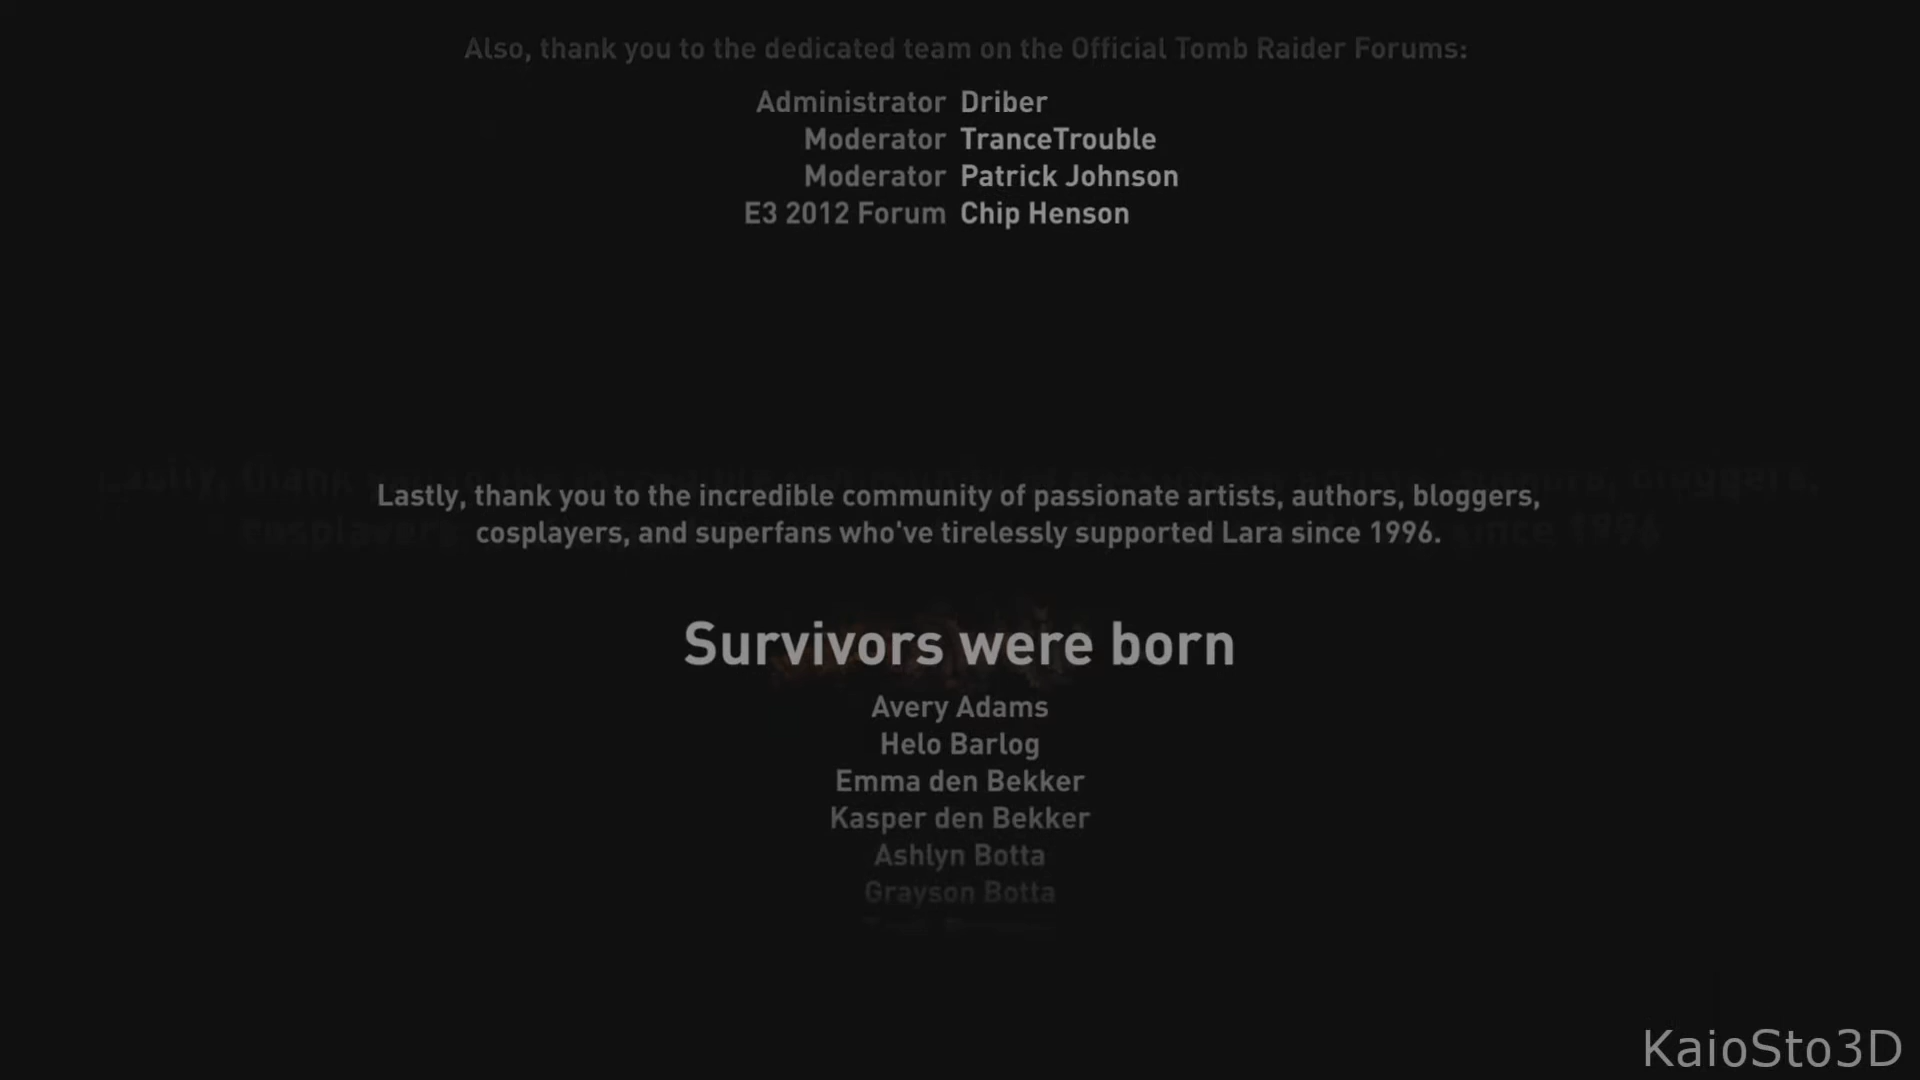 Also, thank you to the dedicated team on the Official Tomb Raider Forums:
Administrator Driber
Moderator TranceTrouble
Moderator Patrick Johnson
E3 2012 Forum Chip Henson
Lastly, thank you to the incredible community of passionate artists, authors, bloggers,
cosplayers, and superfans who've tirelessly supported Lara since 1996.
Survivors were born
Avery Adams
Helo Barlog
Emma den Bekker
Kasper den Bekker
Ashlyn Botta
Grayson Botta
KaioSto3D